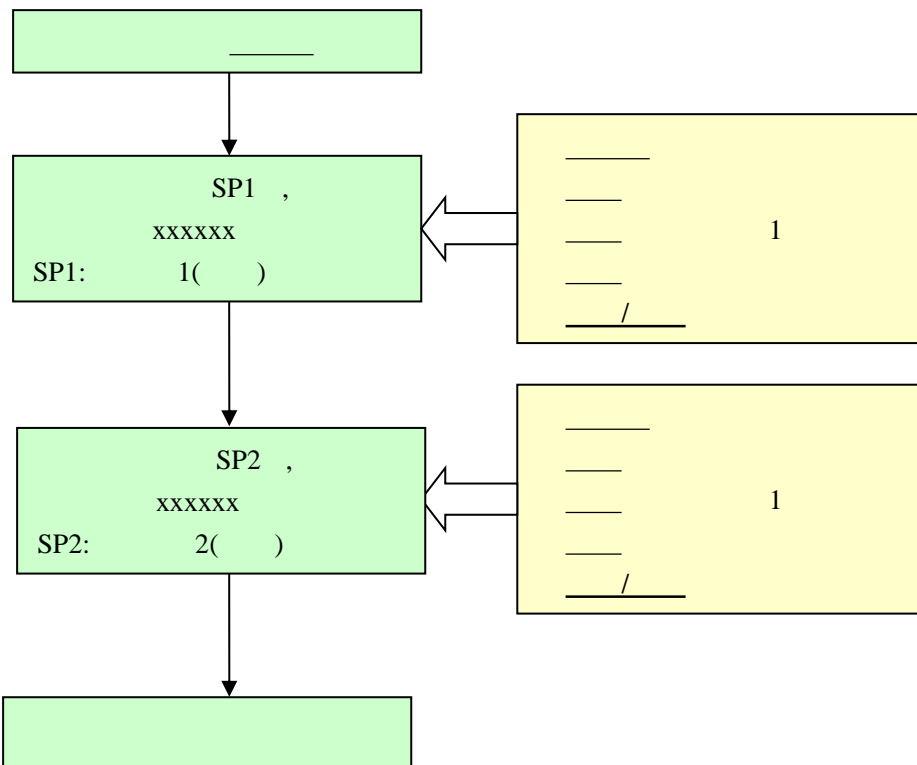 SP1 ,
xxxxxx
SP1: 1( )
1
/
SP2 ,
xxxxxx
SP2: 2( )
1
/